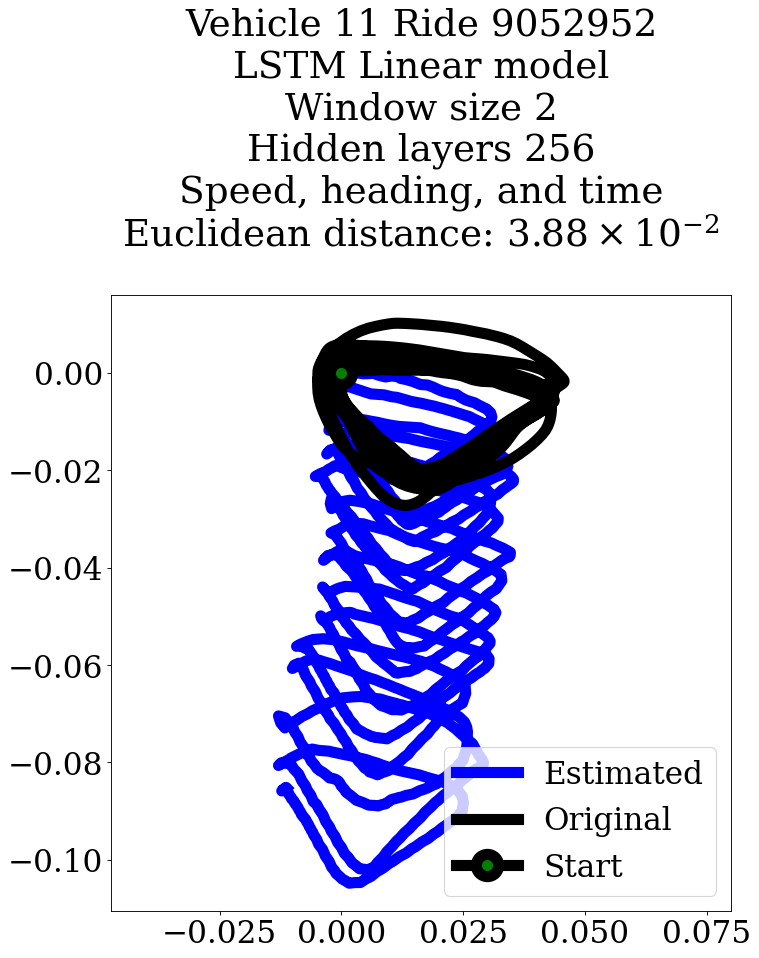 Vehicle 11 Ride 9052952
LSTM Linear model
Window size 2
Hidden layers 256
Speed, heading, and time
Euclidean distance: 3.88 × 10⁻²
0.00
−0.02
−0.04
−0.06
−0.08
−0.10
Estimated
Original
Start
−0.025 0.000 0.025 0.050 0.075